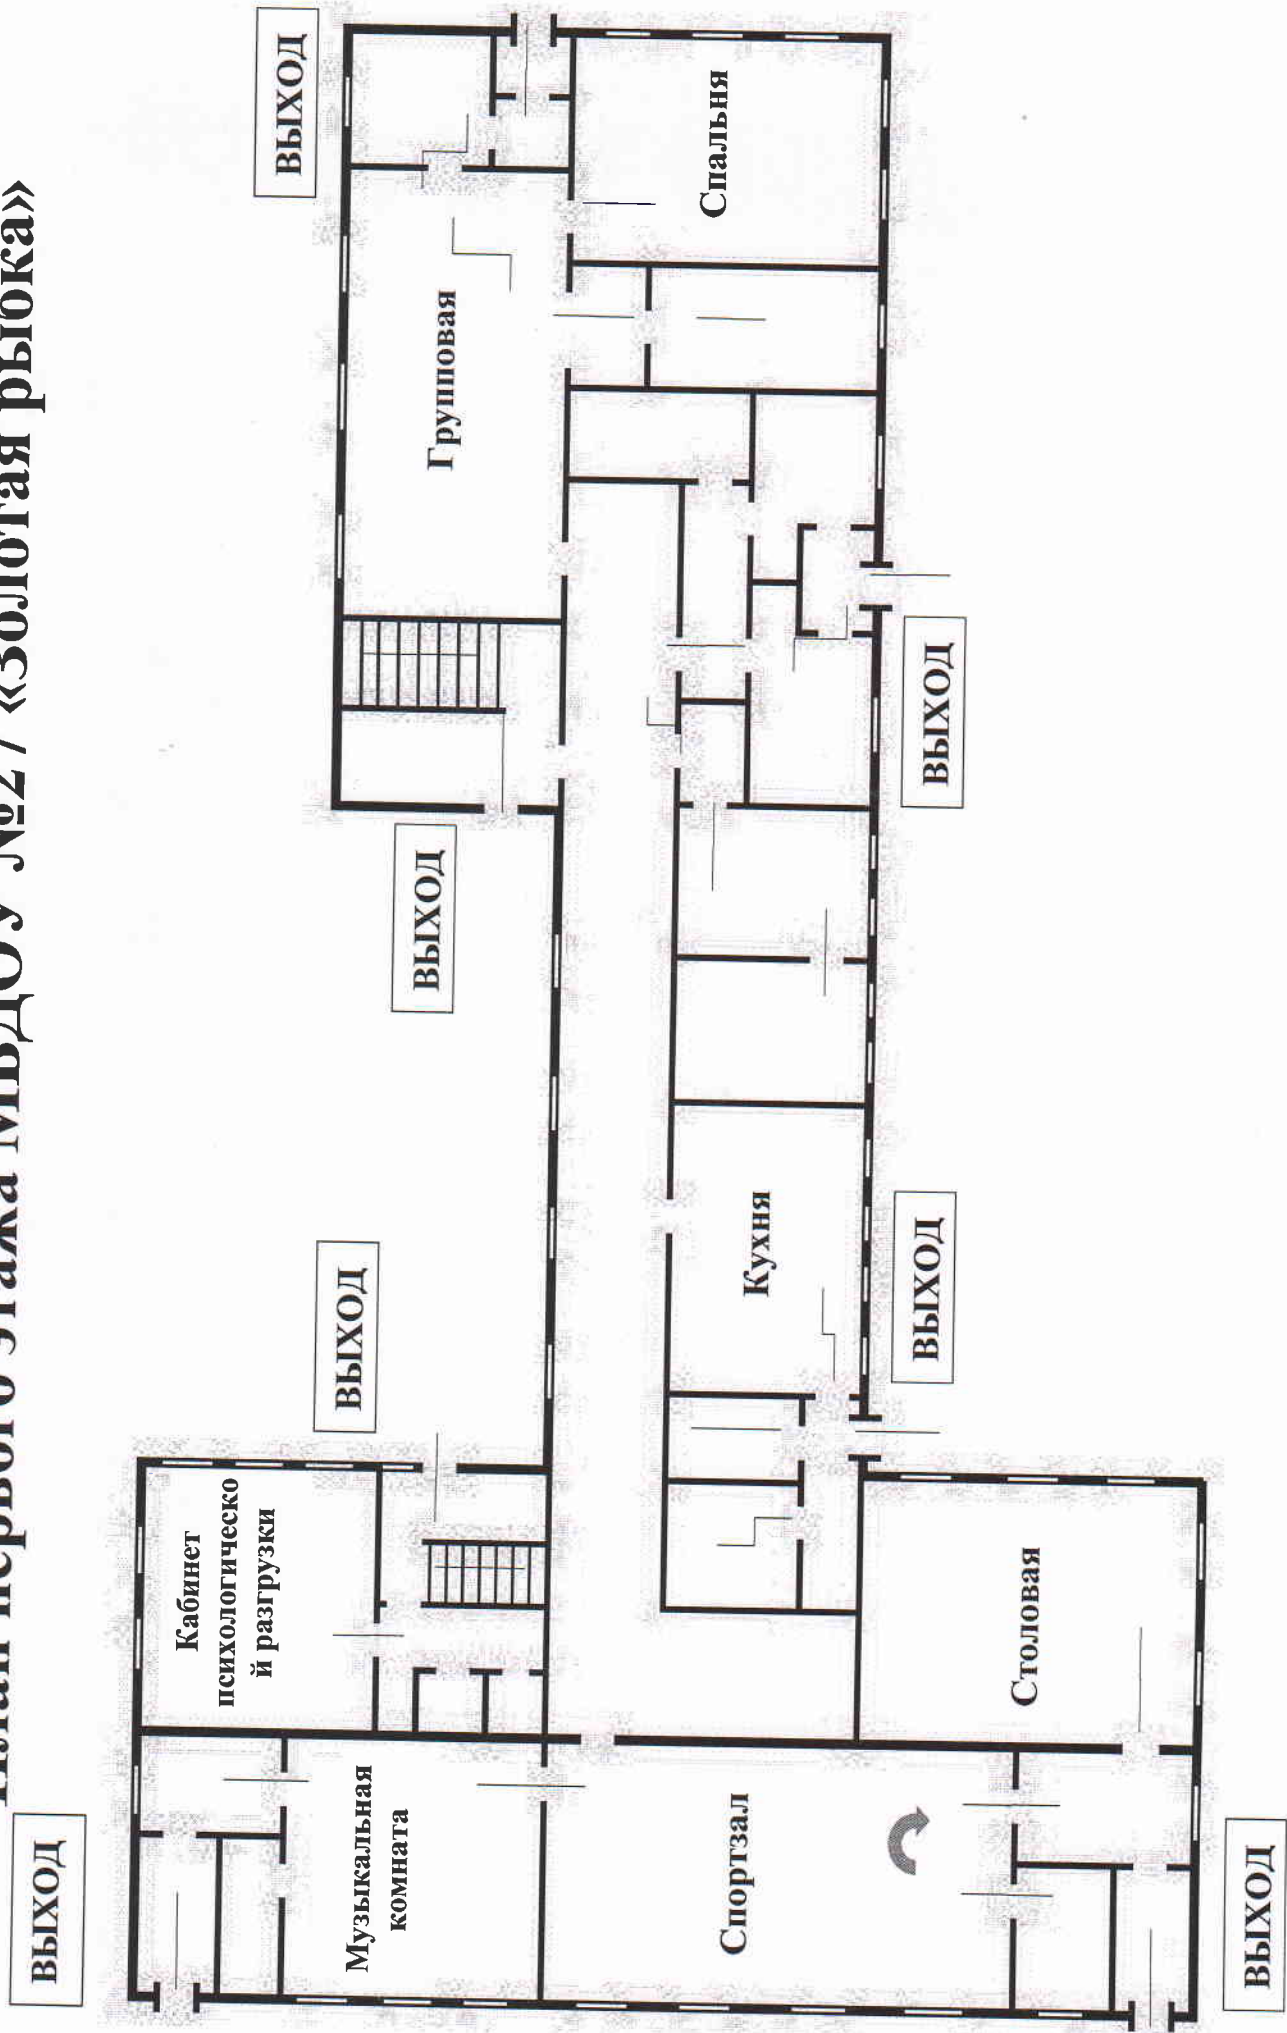 План первого этажа МБДОУ №27 «Золотая рыбка»
ВЫХОД
Кабинет
психологическо
й разгрузки
ВЫХОД
ВЫХОД
Музыкальная
комната
ВЫХОД
Групповая
Спальня
Спортзал
Кухня
ВЫХОД
ВЫХОД
Столовая
ВЫХОД